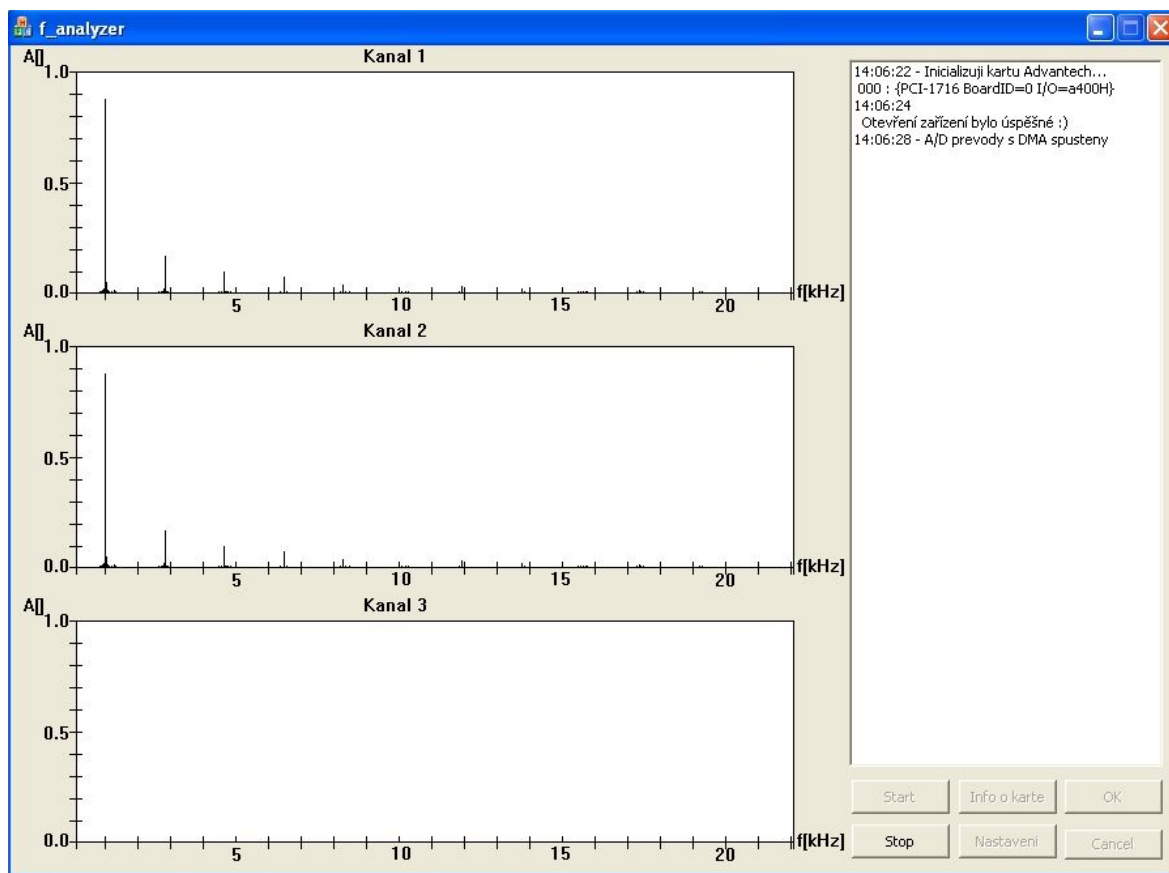 f_analyzer
A[]
Kanal 1
1.0
0.5
0.0
5
10
15
20
f[kHz]
A[]
Kanal 2
1.0
0.5
0.0
5
10
15
20
f[kHz]
A[]
Kanal 3
1.0
0.5
0.0
5
10
15
20
f[kHz]
14:06:22 - Inicializuji kartu Advantech...
000 : {PCI-1716 BoardID=0 I/O=a400H}
14:06:24
Otevření zařízení bylo úspěšné :)
14:06:28 - A/D prevody s DMA spusteny
Start
Info o karte
OK
Stop
Nastaveni
Cancel